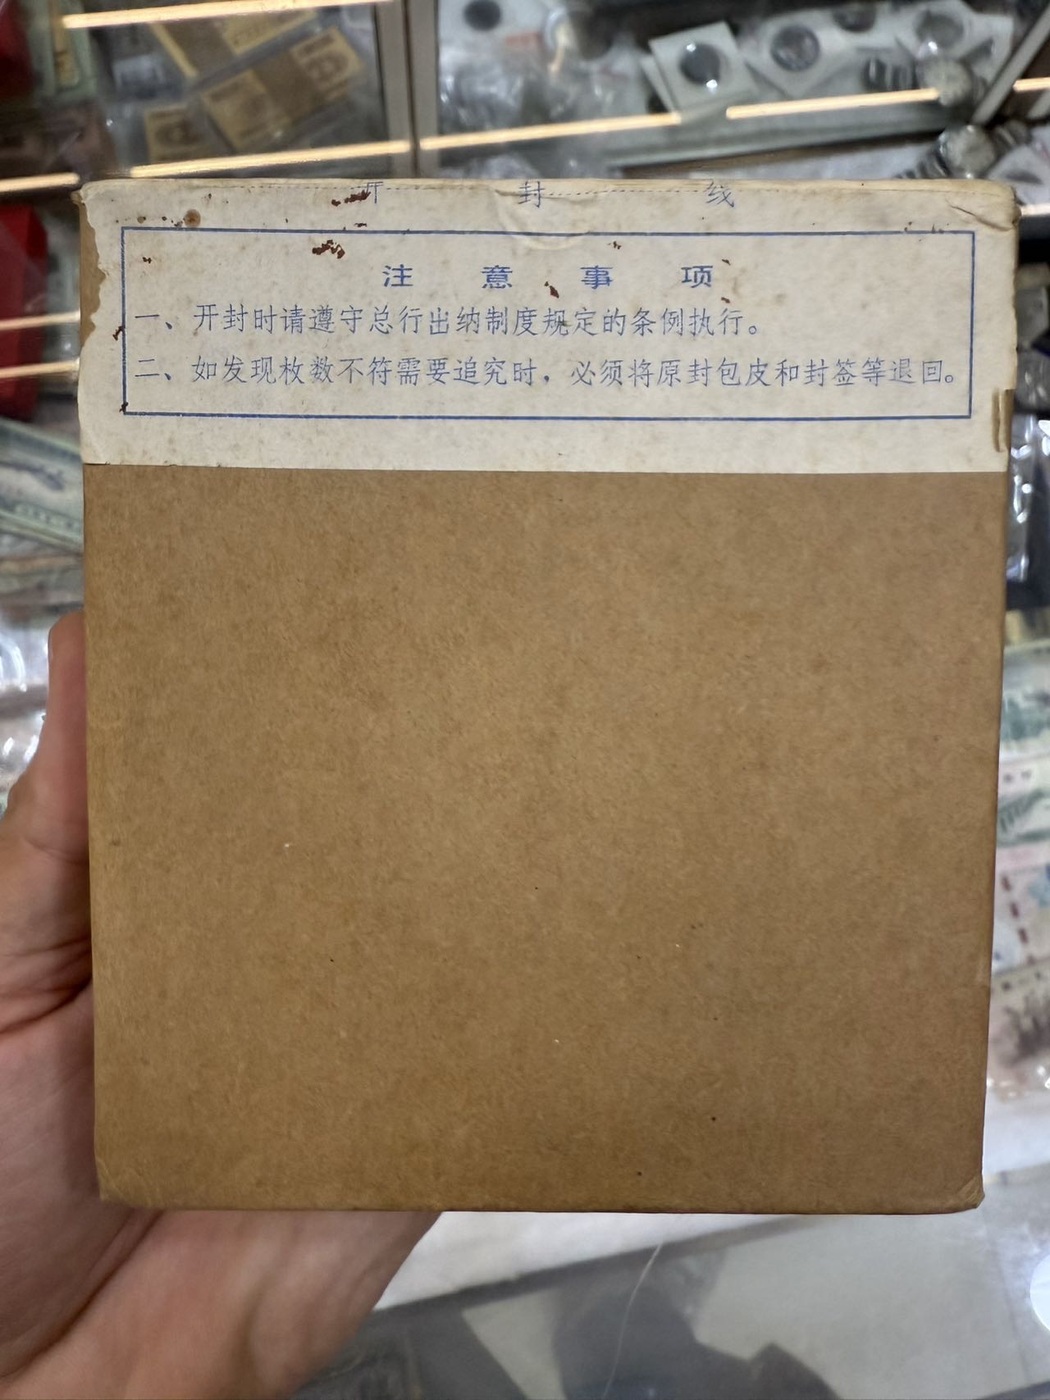 开 封 线
注 意 事 项
一、开封时请遵守总行出纳制度规定的条例执行。
二、如发现枚数不符需要追究时，必须将原封包皮和封签等退回。